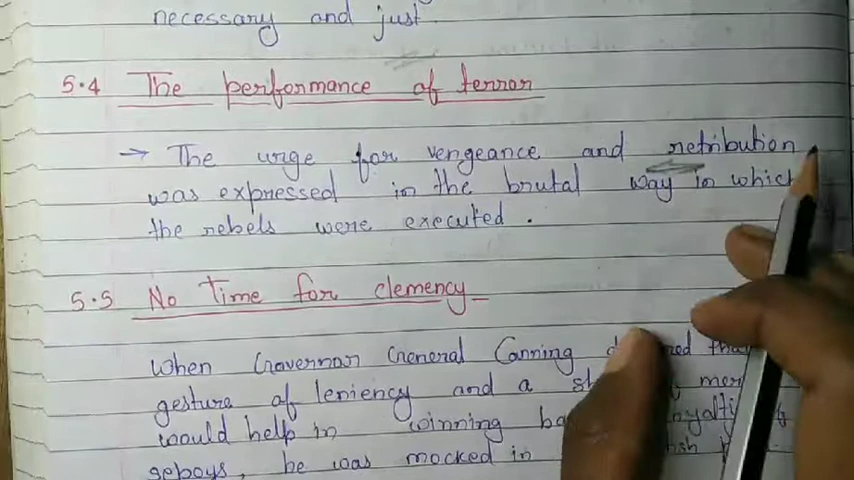 necessary and just
5.4 The performance of terror
→ The urge for vengeance and retribution
was expressed in the brutal way in which
the rebels were executed.
5.5 No Time for clemency
When Governor General Canning
gesture of leniency and a
would help in winning
sepoys, he was mocked in